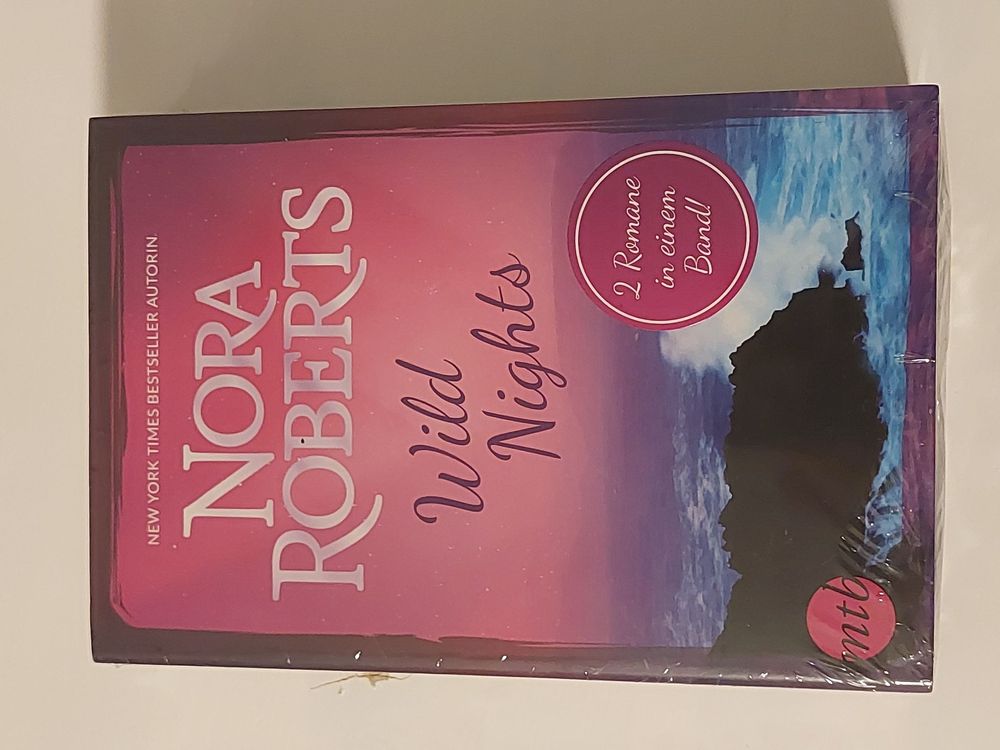 NEW YORK TIMES BESTSELLER AUTORIN
NORA
ROBERTS
Wild
Nights
2 Romane
in einem
Band!
mtb